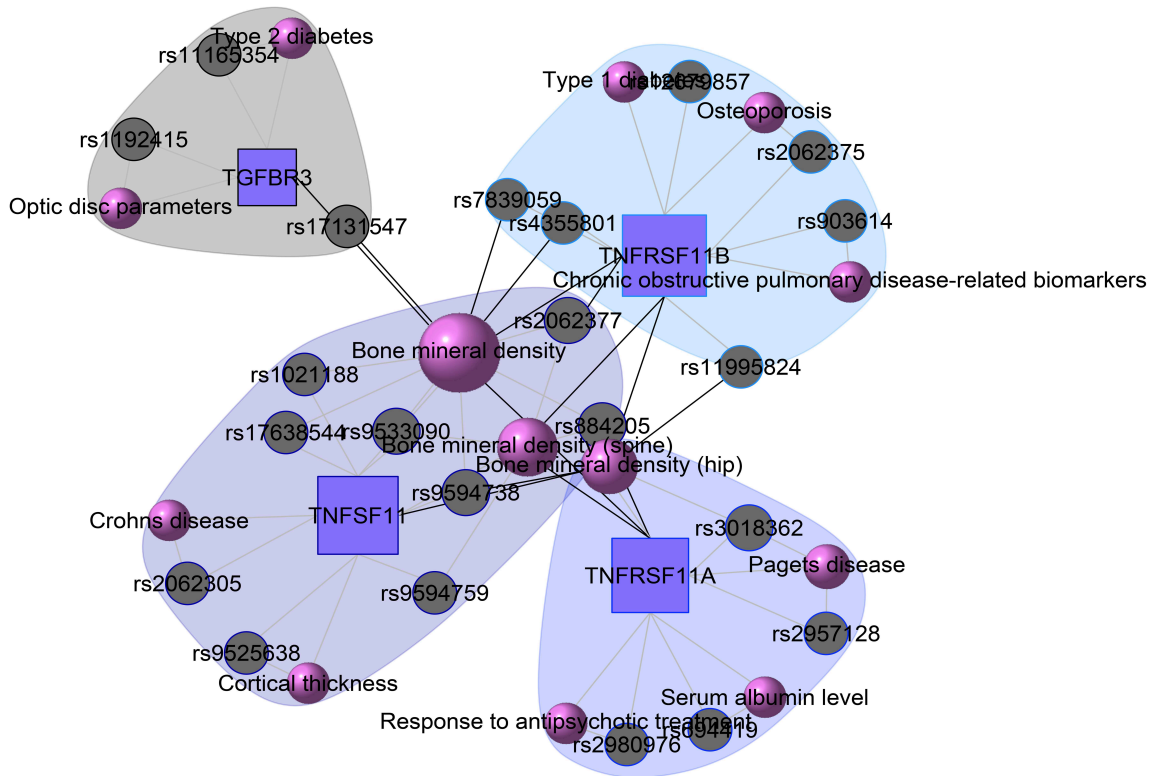 Type 2 diabetes
rs11165354
Type 1 diabetes
rs12679857
Osteoporosis
rs1192415
rs2062375
TGFBR3
rs7839059
Optic disc parameters
rs903614
rs4355801
rs17131547
TNFRSF11B
Chronic obstructive pulmonary disease-related biomarkers
rs2062377
Bone mineral density
rs11995824
rs1021188
rs884205
rs17638544
rs9533090
Bone mineral density (spine)
Bone mineral density (hip)
rs9594738
TNFSF11
Crohns disease
rs3018362
Pagets disease
TNFRSF11A
rs2062305
rs9594759
rs2957128
rs9525638
Cortical thickness
Serum albumin level
Response to antipsychotic treatment
rs694419
rs2980976